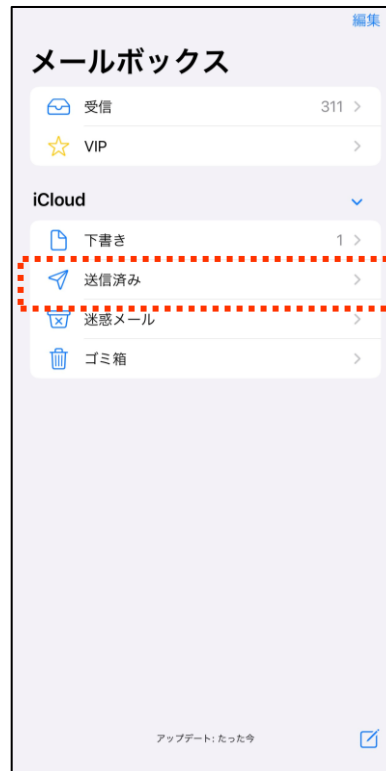 編集
メールボックス
受信 311
VIP
iCloud
下書き 1
送信済み
迷惑メール
ゴミ箱
アップデート: たった今